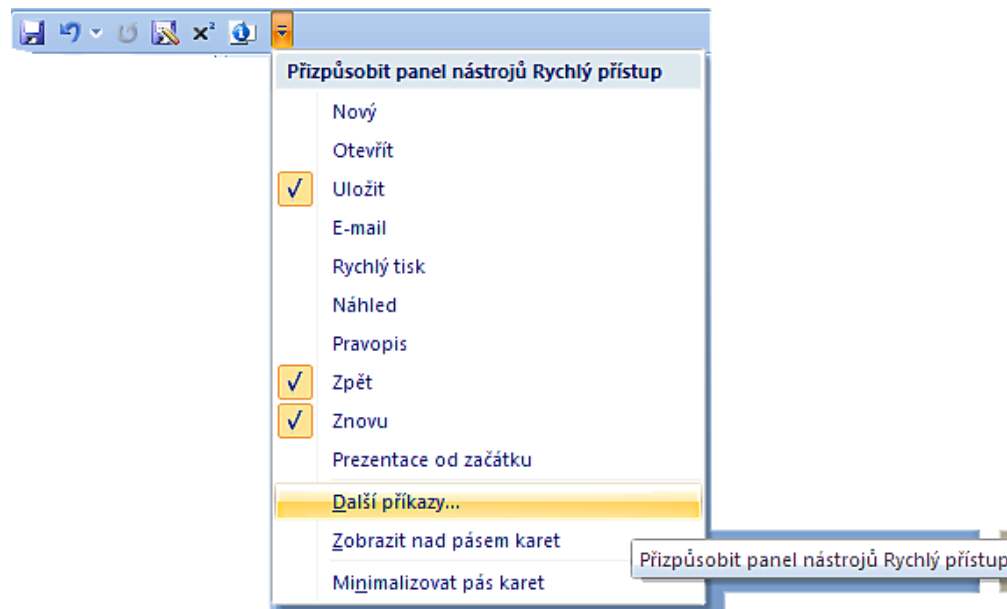 x²
Přizpůsobit panel nástrojů Rychlý přístup
Nový
Otevřít
Uložit
E-mail
Rychlý tisk
Náhled
Pravopis
Zpět
Znovu
Prezentace od začátku
Další příkazy...
Zobrazit nad pásem karet
Přizpůsobit panel nástrojů Rychlý přístup
Minimalizovat pás karet